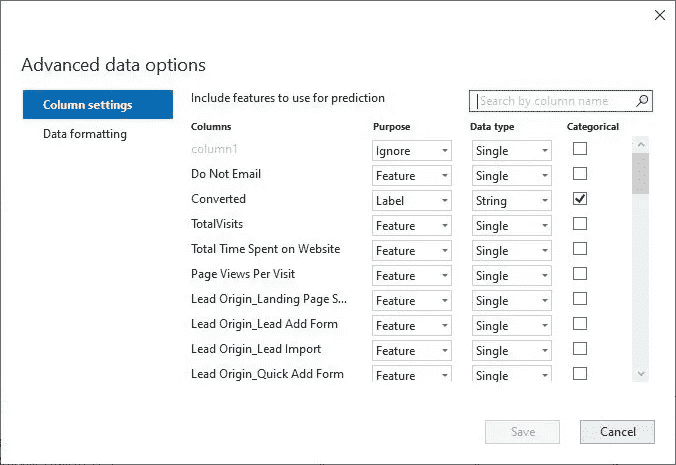 Advanced data options
Column settings
Data formatting
Include features to use for prediction
Search by column name
Columns Purpose Data type Categorical
column1 Ignore Single
Do Not Email Feature Single
Converted Label String
TotalVisits Feature Single
Total Time Spent on Website Feature Single
Page Views Per Visit Feature Single
Lead Origin_Landing Page S... Feature Single
Lead Origin_Lead Add Form Feature Single
Lead Origin_Lead Import Feature Single
Lead Origin_Quick Add Form Feature Single
Save Cancel